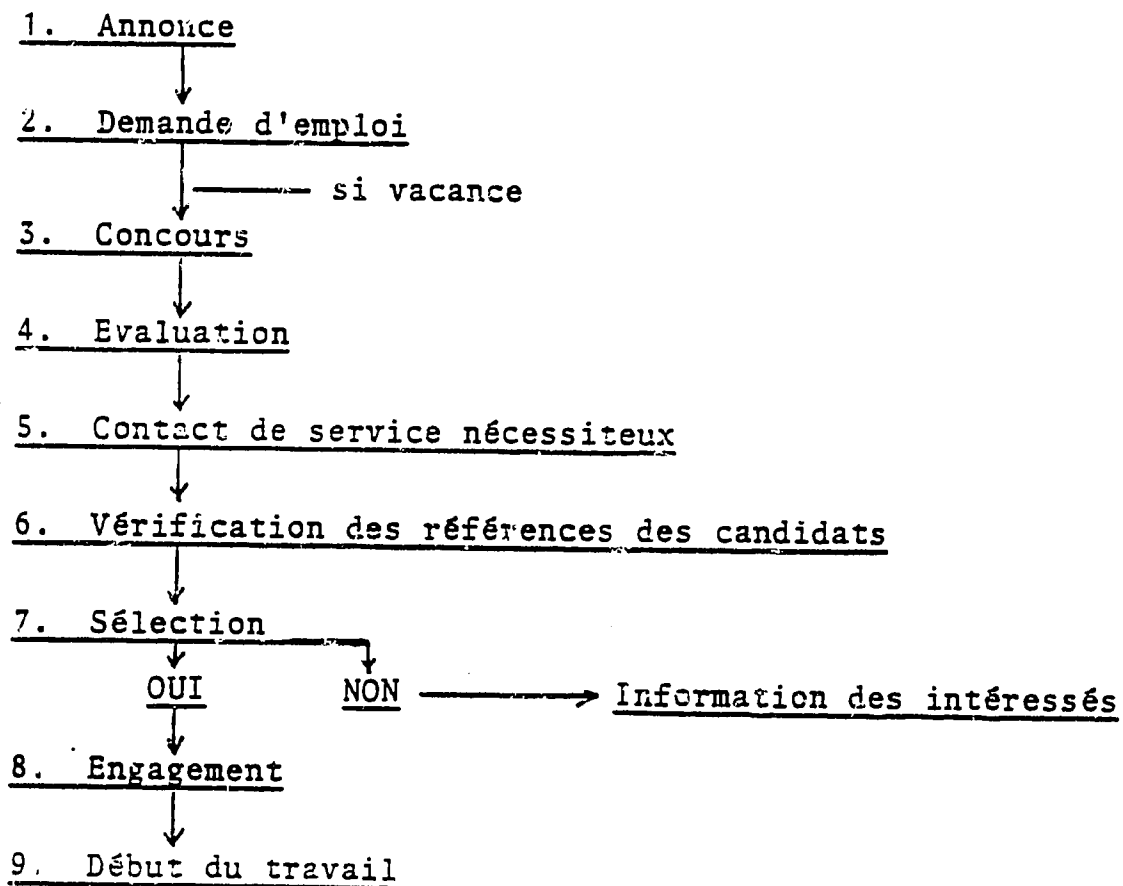 1. Annonce
2. Demande d'emploi
si vacance
3. Concours
4. Evaluation
5. Contact de service nécessiteux
6. Vérification des références des candidats
7. Sélection
OUI NON Information des intéressés
8. Engagement
9. Début du travail